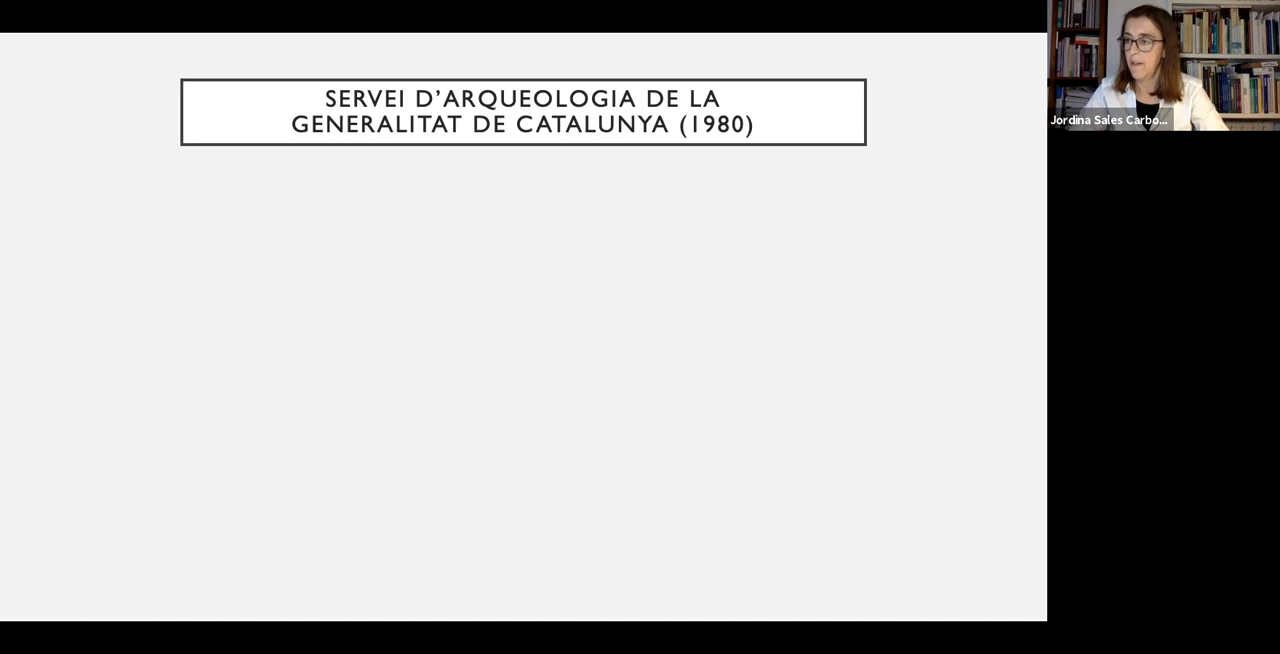 SERVEI D’ARQUEOLOGIA DE LA
GENERALITAT DE CATALUNYA (1980)
Jordina Sales Carbo...